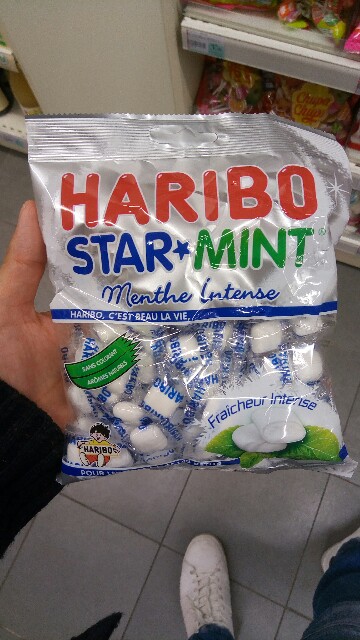 HARIBO
STAR★MINT
Menthe Intense
HARIBO, C'EST BEAU LA VIE,
SANS COLORANT
ARÔMES NATURELS
Fraîcheur Intense
HARIBO
POUR L